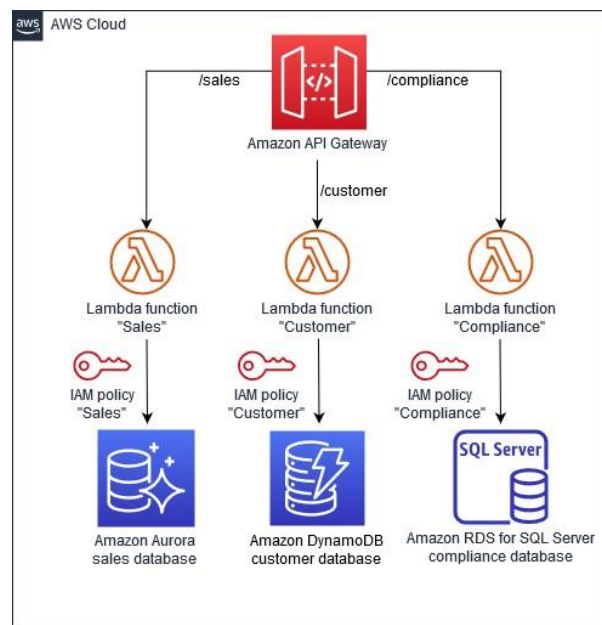 aws
AWS Cloud
/sales
/compliance
Amazon API Gateway
/customer
Lambda function
"Sales"
Lambda function
"Customer"
Lambda function
"Compliance"
IAM policy
"Sales"
IAM policy
"Customer"
IAM policy
"Compliance"
SQL Server
Amazon Aurora
sales database
Amazon DynamoDB
customer database
Amazon RDS for SQL Server
compliance database